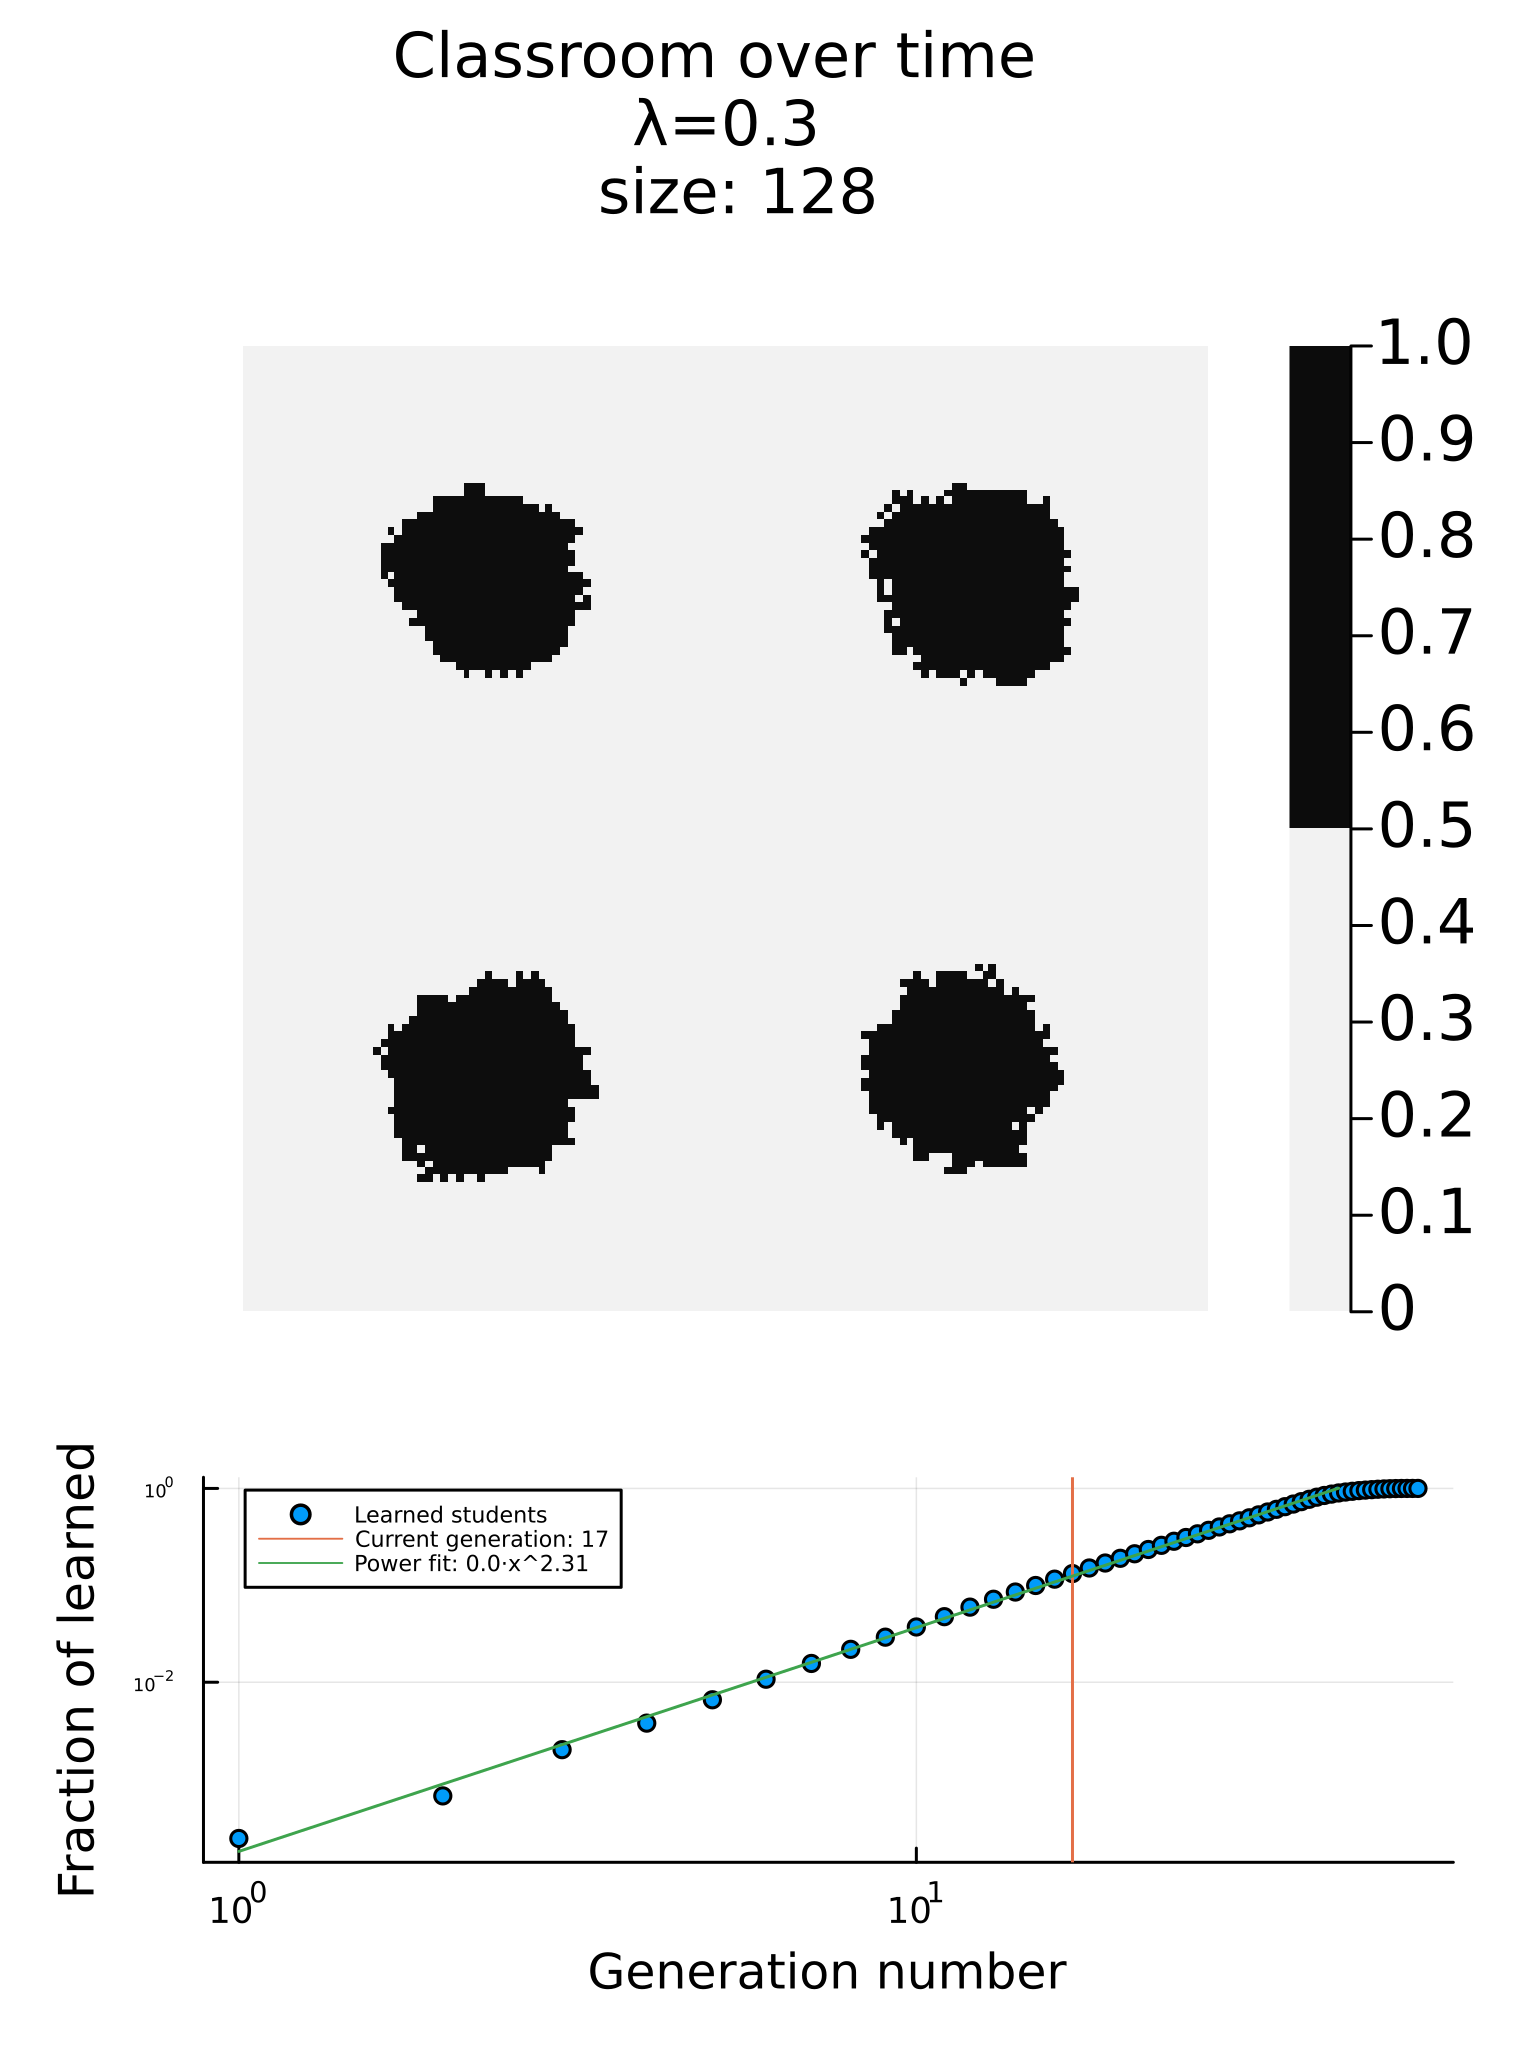 Classroom over time
λ=0.3
size: 128
1.0
0.9
0.8
0.7
0.6
0.5
0.4
0.3
0.2
0.1
0
Fraction of learned
10^0
10^−2
Learned students
Current generation: 17
Power fit: 0.0·x^2.31
10^0
10^1
Generation number